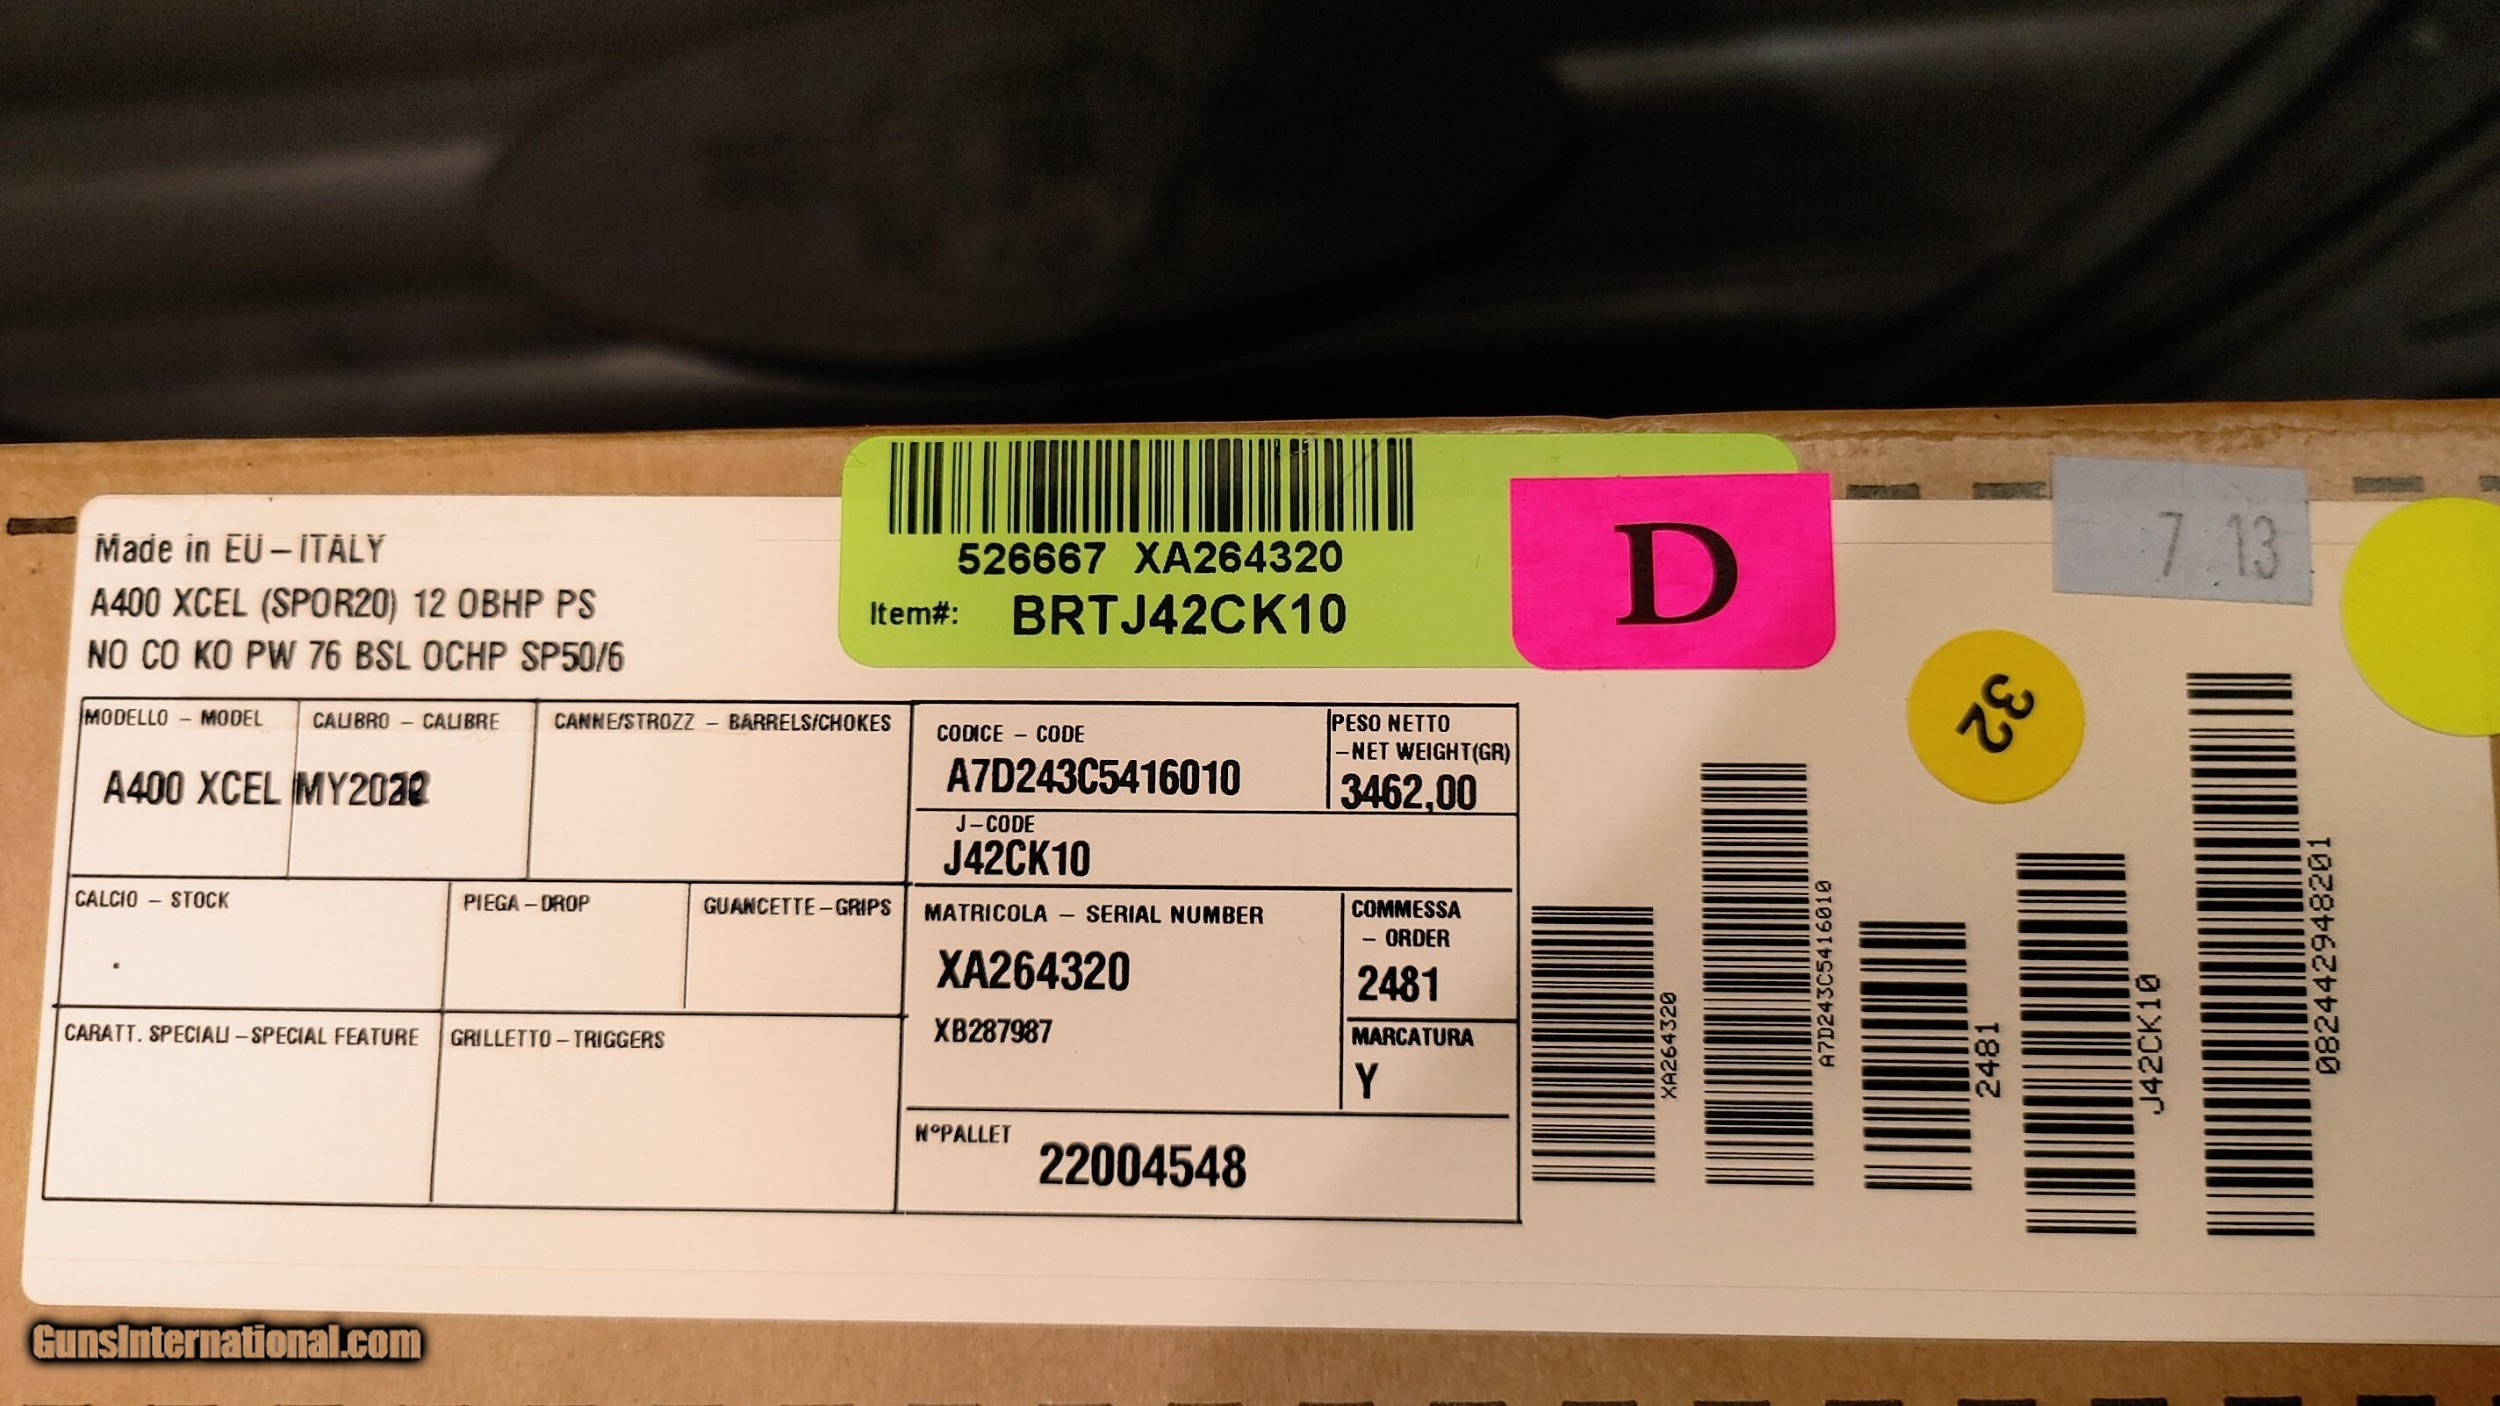 526667 XA264320
Item#: BRTJ42CK10
D
7 13
32
Made in EU – ITALY
A400 XCEL (SPOR20) 12 OBHP PS
NO CO KO PW 76 BSL OCHP SP50/6
MODELLO – MODEL
A400 XCEL
CALIBRO – CALIBRE
CANNE/STROZZ – BARRELS/CHOKES
CODICE – CODE
A7D243C5416010
PESO NETTO
–NET WEIGHT(GR)
3462,00
J–CODE
J42CK10
CALCIO – STOCK
PIEGA–DROP
GUANCETTE–GRIPS
MATRICOLA – SERIAL NUMBER
XA264320
XB287987
COMMESSA
– ORDER
2481
MARCATURA
Y
CARATT. SPECIALI–SPECIAL FEATURE
GRILLETTO–TRIGGERS
N°PALLET
22004548
XA264320
A7D243C5416010
2481
J42CK10
082442948201
GunsInternational.com